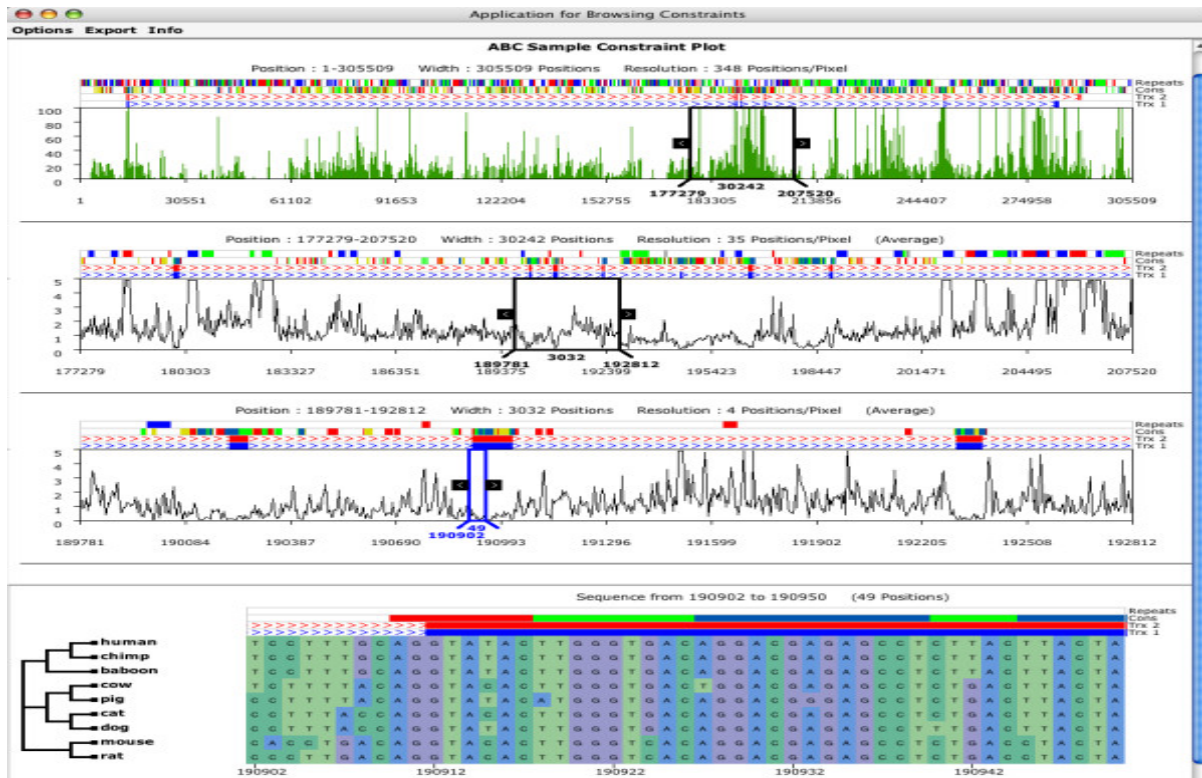 Application for Browsing Constraints
Options Export Info
ABC Sample Constraint Plot
Position : 1-305509 Width : 305509 Positions Resolution : 348 Positions/Pixel
Repeats
Cons
Trx 2
Trx 1
100
80
60
40
20
0
< >
177279 30242 207520
1 30551 61102 91653 122204 152755 183305 213856 244407 274958 305509
Position : 177279-207520 Width : 30242 Positions Resolution : 35 Positions/Pixel (Average)
Repeats
Cons
Trx 2
Trx 1
5
4
3
2
1
0
< >
189781 3032 192812
177279 180303 183327 186351 189375 192399 195423 198447 201471 204495 207520
Position : 189781-192812 Width : 3032 Positions Resolution : 4 Positions/Pixel (Average)
Repeats
Cons
Trx 2
Trx 1
5
4
3
2
1
0
< >
190902 49
189781 190084 190387 190690 190993 191296 191599 191902 192205 192508 192812
Sequence from 190902 to 190950 (49 Positions)
Repeats
Cons
Trx 2
Trx 1
human T C C T T T G C A G G T A T A C T T G G G T G A C A G G A C G A G A G C C T C T T A C T T A C T A
chimp T C C T T T G C A G G T A T A C T T G G G T G A C A G G A C G A G A G C C T C T T A C T T A C T A
baboon T C C T T T G C A G G T A T A C T T G G G T G A C A G G A C G A G A G C C T C T T A C T T A C T A
cow T C T T T T A C A G G T A C A C T T G G G T G A C T G G A C G A G A G C C T C T G A C T T A C T A
pig
cat
dog
mouse
rat
190902 190912 190922 190932 190942